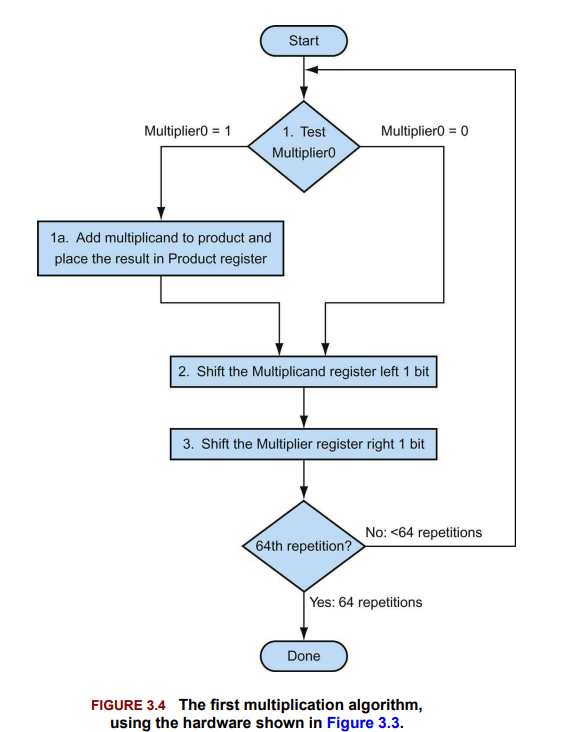 Start
Multiplier0 = 1
1. Test
Multiplier0
Multiplier0 = 0
1a. Add multiplicand to product and
place the result in Product register
2. Shift the Multiplicand register left 1 bit
3. Shift the Multiplier register right 1 bit
64th repetition?
No: <64 repetitions
Yes: 64 repetitions
Done
FIGURE 3.4 The first multiplication algorithm,
using the hardware shown in Figure 3.3.